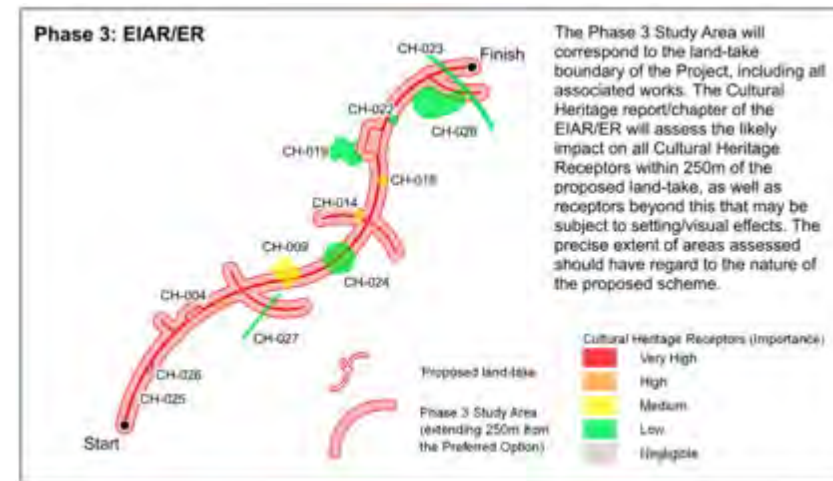 Phase 3: EIAR/ER
The Phase 3 Study Area will
correspond to the land-take
boundary of the Project, including all
associated works. The Cultural
Heritage report/chapter of the
EIAR/ER will assess the likely
impact on all Cultural Heritage
Receptors within 250m of the
proposed land-take, as well as
receptors beyond this that may be
subject to setting/visual effects. The
precise extent of areas assessed
should have regard to the nature of
the proposed scheme.
CH-023
Finish
CH-022
CH-028
CH-019
CH-018
CH-014
CH-009
CH-024
CH-004
CH-027
CH-026
CH-025
Start
Proposed land-take
Phase 3 Study Area
(extending 250m from
the Preferred Option)
Cultural Heritage Receptors (Importance)
Very High
High
Medium
Low
Negligible